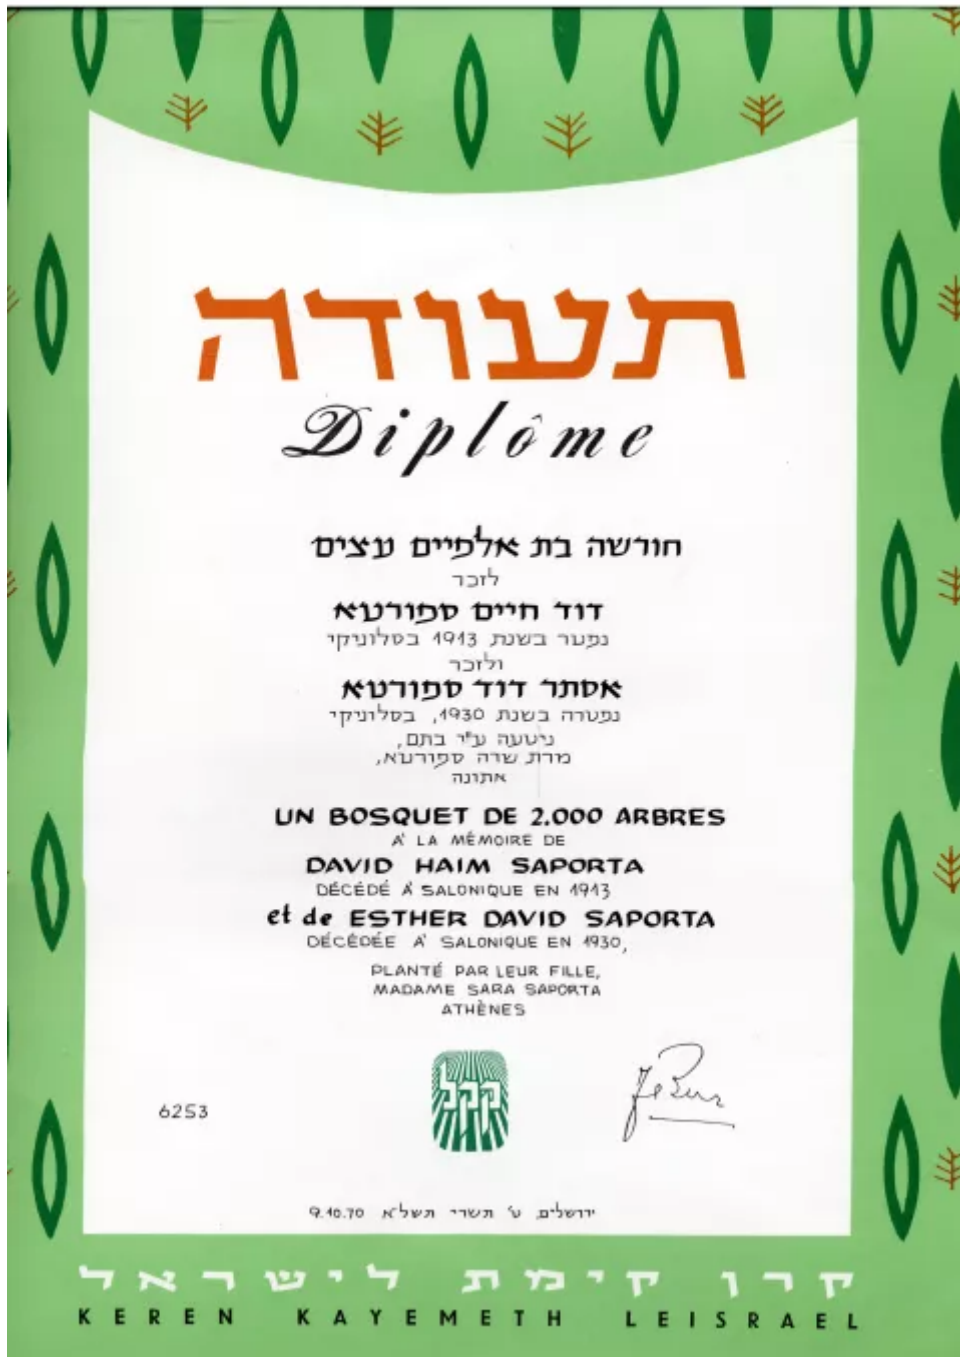 תעודה
Diplôme
חורשה בת אלפיים עצים
לזכר
דוד חיים ספורטא
נפטר בשנת 1913 בסלוניקי
ולזכר
אסתר דוד ספורטא
נפטרה בשנת 1930, בסלוניקי
ניטעה ע"י בתם,
מרת שרה ספורטא,
אתונה
UN BOSQUET DE 2.000 ARBRES
À LA MÉMOIRE DE
DAVID HAIM SAPORTA
DÉCÉDÉ À SALONIQUE EN 1913
et de ESTHER DAVID SAPORTA
DÉCÉDÉE À SALONIQUE EN 1930,
PLANTÉ PAR LEUR FILLE,
MADAME SARA SAPORTA
ATHÈNES
קקל
6253
ירושלים, ט' תשרי תשל"א 9.10.70
קרן קימת לישראל
KEREN KAYEMETH LEISRAEL